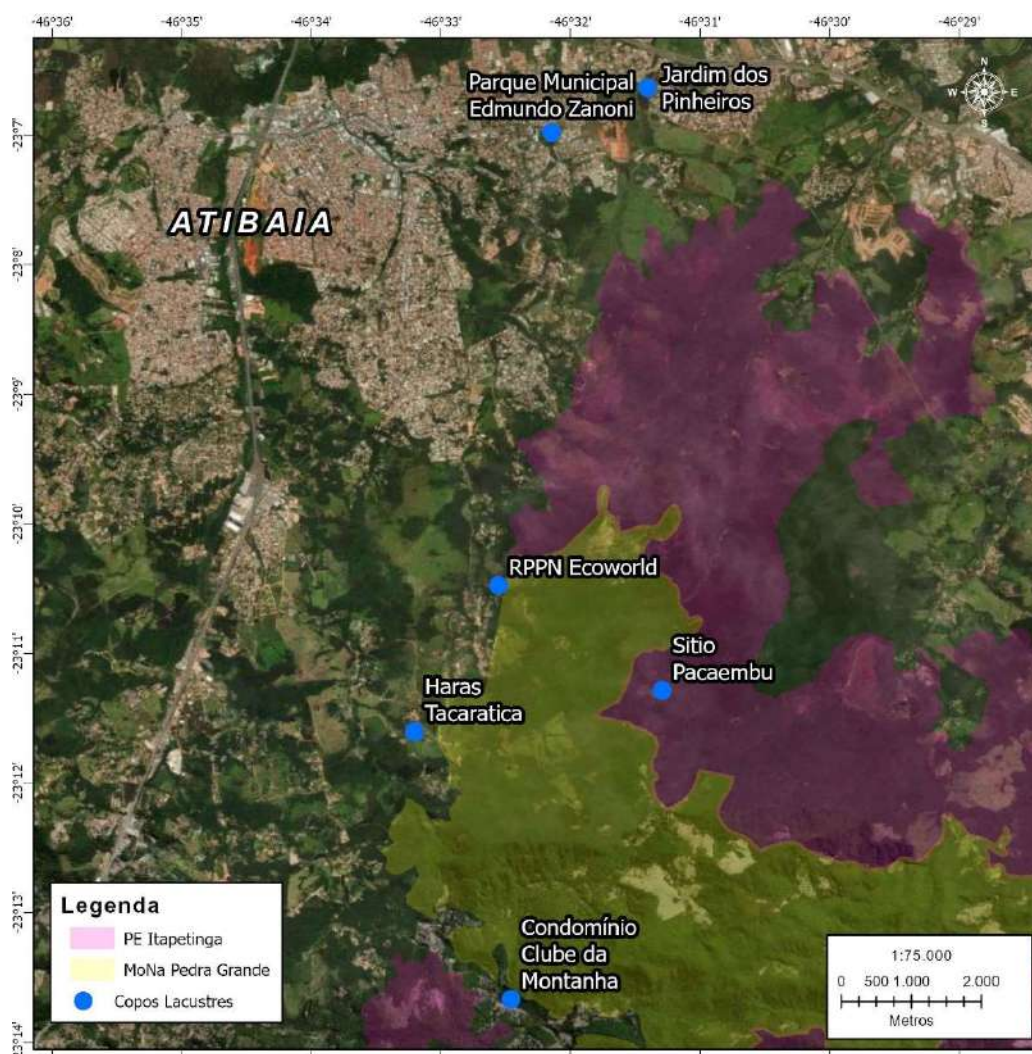 -46°36' -46°35' -46°34' -46°33' -46°32' -46°31' -46°30' -46°29'
N
W E
S
Parque Municipal
Edmundo Zanoni
Jardim dos
Pinheiros
-23°7'
ATIBAIA
-23°8'
-23°9'
-23°10'
RPPN Ecoworld
-23°11'
Sitio
Pacaembu
Haras
Tacaratica
-23°12'
-23°13'
Condomínio
Clube da
Montanha
-23°14'
Legenda
PE Itapetinga
MoNa Pedra Grande
Copos Lacustres
1:75.000
0 500 1.000 2.000
Metros